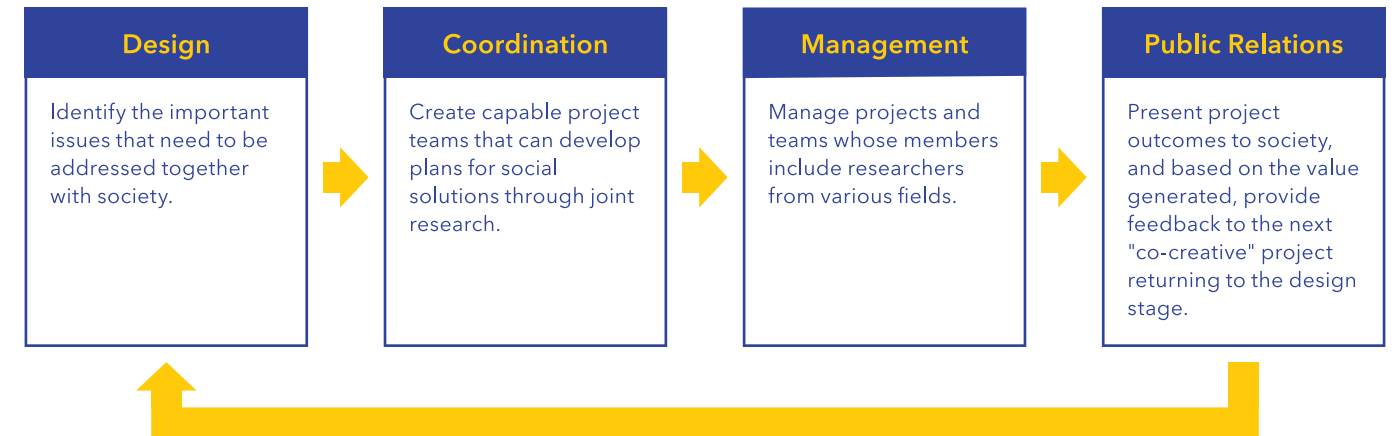 Design
Identify the important
issues that need to be
addressed together
with society.
Coordination
Create capable project
teams that can develop
plans for social
solutions through joint
research.
Management
Manage projects and
teams whose members
include researchers
from various fields.
Public Relations
Present project
outcomes to society,
and based on the value
generated, provide
feedback to the next
"co-creative" project
returning to the design
stage.